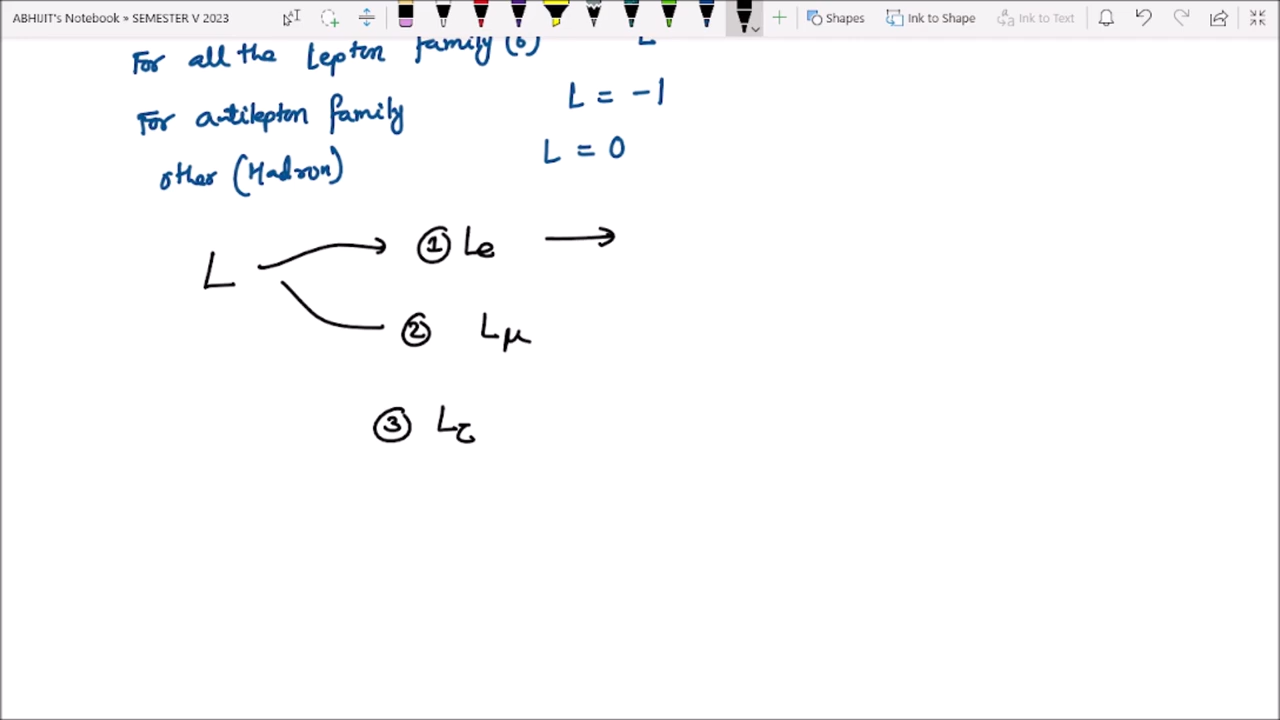 ABHIJIT's Notebook » SEMESTER V 2023
Shapes
Ink to Shape
Ink to Text
For all the Lepton family (6) L
For antilepton family L = -1
other (Hadron) L = 0
L → ① Le →
② Lμ
③ Lτ